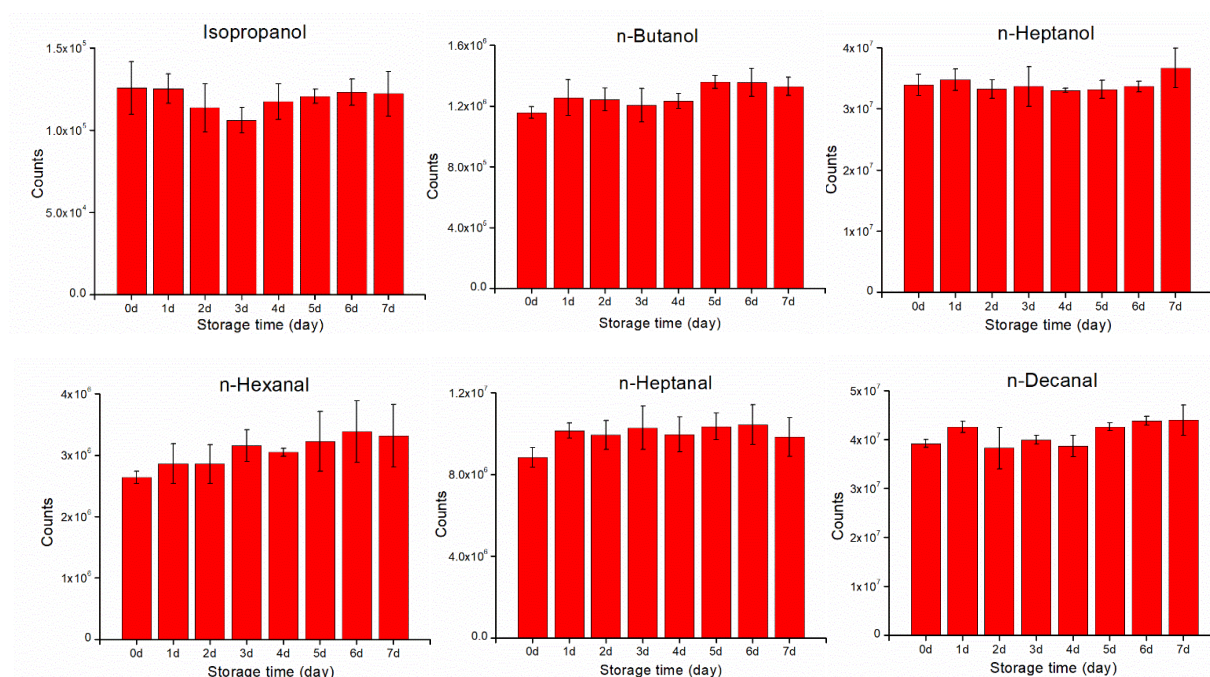 Isopropanol
1.5x10⁵
1.0x10⁵
5.0x10⁴
0.0
Counts
0d 1d 2d 3d 4d 5d 6d 7d
Storage time (day)
n-Butanol
1.6x10⁶
1.2x10⁶
8.0x10⁵
4.0x10⁵
0.0
Counts
0d 1d 2d 3d 4d 5d 6d 7d
Storage time (day)
n-Heptanol
4x10⁷
3x10⁷
2x10⁷
1x10⁷
0
Counts
0d 1d 2d 3d 4d 5d 6d 7d
Storage time (day)
n-Hexanal
4x10⁶
3x10⁶
2x10⁶
1x10⁶
0
Counts
0d 1d 2d 3d 4d 5d 6d 7d
Storage time (day)
n-Heptanal
1.2x10⁷
8.0x10⁶
4.0x10⁶
0.0
Counts
0d 1d 2d 3d 4d 5d 6d 7d
Storage time (day)
n-Decanal
5x10⁷
4x10⁷
3x10⁷
2x10⁷
1x10⁷
0
Counts
0d 1d 2d 3d 4d 5d 6d 7d
Storage time (day)